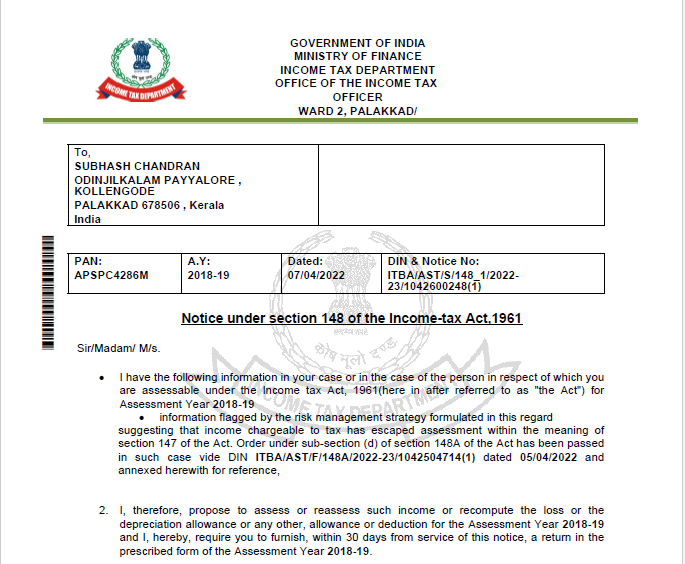 GOVERNMENT OF INDIA
MINISTRY OF FINANCE
INCOME TAX DEPARTMENT
OFFICE OF THE INCOME TAX
OFFICER
WARD 2, PALAKKAD/
INCOME TAX DEPARTMENT
To,
SUBHASH CHANDRAN
ODINJILKALAM PAYYALORE ,
KOLLENGODE
PALAKKAD 678506 , Kerala
India
PAN:
APSPC4286M
A.Y:
2018-19
Dated:
07/04/2022
DIN & Notice No:
ITBA/AST/S/148_1/2022-
23/1042600248(1)
Notice under section 148 of the Income-tax Act,1961
सत्यमेव जयते
कोष मूलो दण्ड
INCOME TAX DEPARTMENT
Sir/Madam/ M/s.
• I have the following information in your case or in the case of the person in respect of which you
are assessable under the Income tax Act, 1961(here in after referred to as "the Act") for
Assessment Year 2018-19
• information flagged by the risk management strategy formulated in this regard
suggesting that income chargeable to tax has escaped assessment within the meaning of
section 147 of the Act. Order under sub-section (d) of section 148A of the Act has been passed
in such case vide DIN ITBA/AST/F/148A/2022-23/1042504714(1) dated 05/04/2022 and
annexed herewith for reference,
2. I, therefore, propose to assess or reassess such income or recompute the loss or the
depreciation allowance or any other, allowance or deduction for the Assessment Year 2018-19
and I, hereby, require you to furnish, within 30 days from service of this notice, a return in the
prescribed form of the Assessment Year 2018-19.